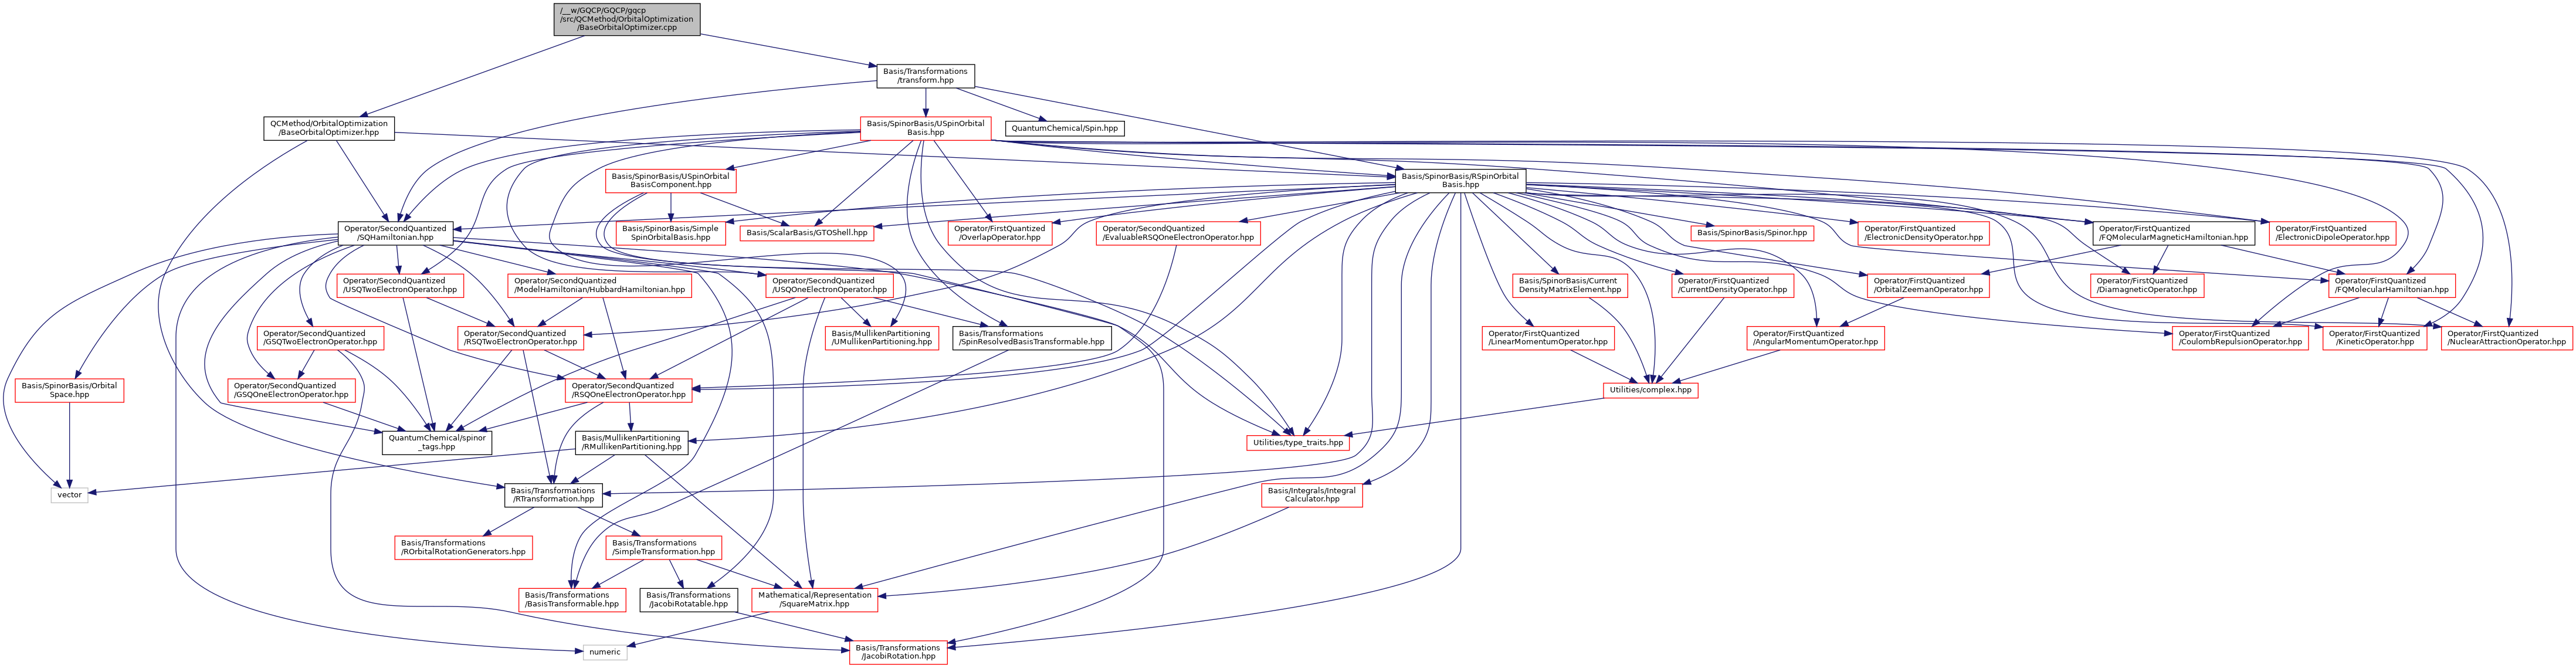 /__w/GQCP/GQCP/gqcp
/src/QCMethod/OrbitalOptimization
/BaseOrbitalOptimizer.cpp
Basis/Transformations
/transform.hpp
QCMethod/OrbitalOptimization
/BaseOrbitalOptimizer.hpp
Basis/SpinorBasis/USpinOrbital
Basis.hpp
QuantumChemical/Spin.hpp
Basis/SpinorBasis/USpinOrbital
BasisComponent.hpp
Basis/SpinorBasis/RSpinOrbital
Basis.hpp
Operator/SecondQuantized
/SQHamiltonian.hpp
Basis/SpinorBasis/Simple
SpinOrbitalBasis.hpp
Basis/ScalarBasis/GTOShell.hpp
Operator/FirstQuantized
/OverlapOperator.hpp
Operator/SecondQuantized
/EvaluableRSQOneElectronOperator.hpp
Basis/SpinorBasis/Spinor.hpp
Operator/FirstQuantized
/ElectronicDensityOperator.hpp
Operator/FirstQuantized
/FQMolecularMagneticHamiltonian.hpp
Operator/FirstQuantized
/ElectronicDipoleOperator.hpp
Operator/SecondQuantized
/USQTwoElectronOperator.hpp
Operator/SecondQuantized
/ModelHamiltonian/HubbardHamiltonian.hpp
Operator/SecondQuantized
/USQOneElectronOperator.hpp
Basis/SpinorBasis/Current
DensityMatrixElement.hpp
Operator/FirstQuantized
/CurrentDensityOperator.hpp
Operator/FirstQuantized
/OrbitalZeemanOperator.hpp
Operator/FirstQuantized
/DiamagneticOperator.hpp
Operator/FirstQuantized
/FQMolecularHamiltonian.hpp
Operator/SecondQuantized
/GSQTwoElectronOperator.hpp
Operator/SecondQuantized
/RSQTwoElectronOperator.hpp
Basis/MullikenPartitioning
/UMullikenPartitioning.hpp
Basis/Transformations
/SpinResolvedBasisTransformable.hpp
Operator/FirstQuantized
/LinearMomentumOperator.hpp
Operator/FirstQuantized
/AngularMomentumOperator.hpp
Operator/FirstQuantized
/CoulombRepulsionOperator.hpp
Operator/FirstQuantized
/KineticOperator.hpp
Operator/FirstQuantized
/NuclearAttractionOperator.hpp
Basis/SpinorBasis/Orbital
Space.hpp
Operator/SecondQuantized
/GSQOneElectronOperator.hpp
Operator/SecondQuantized
/RSQOneElectronOperator.hpp
Utilities/complex.hpp
QuantumChemical/spinor
_tags.hpp
Basis/MullikenPartitioning
/RMullikenPartitioning.hpp
Utilities/type_traits.hpp
vector
Basis/Transformations
/RTransformation.hpp
Basis/Integrals/Integral
Calculator.hpp
Basis/Transformations
/ROrbitalRotationGenerators.hpp
Basis/Transformations
/SimpleTransformation.hpp
Basis/Transformations
/BasisTransformable.hpp
Basis/Transformations
/JacobiRotatable.hpp
Mathematical/Representation
/SquareMatrix.hpp
numeric
Basis/Transformations
/JacobiRotation.hpp